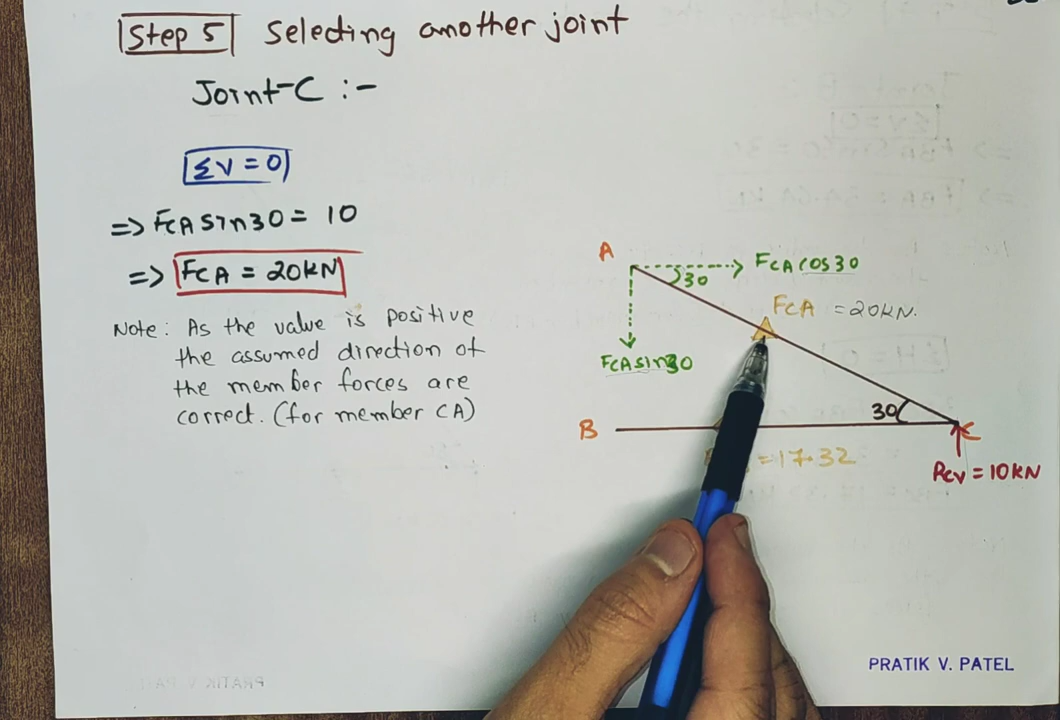 Step 5 Selecting another joint
Joint-C :-
ΣV = 0
=> FCA sin30 = 10
=> FCA = 20KN
Note: As the value is positive
the assumed direction of
the member forces are
correct. (for member CA)
A
FCA cos30
30
FCA = 20KN.
FCA sin30
30
B
C
= 17.32
RCV = 10KN
PRATIK V. PATEL